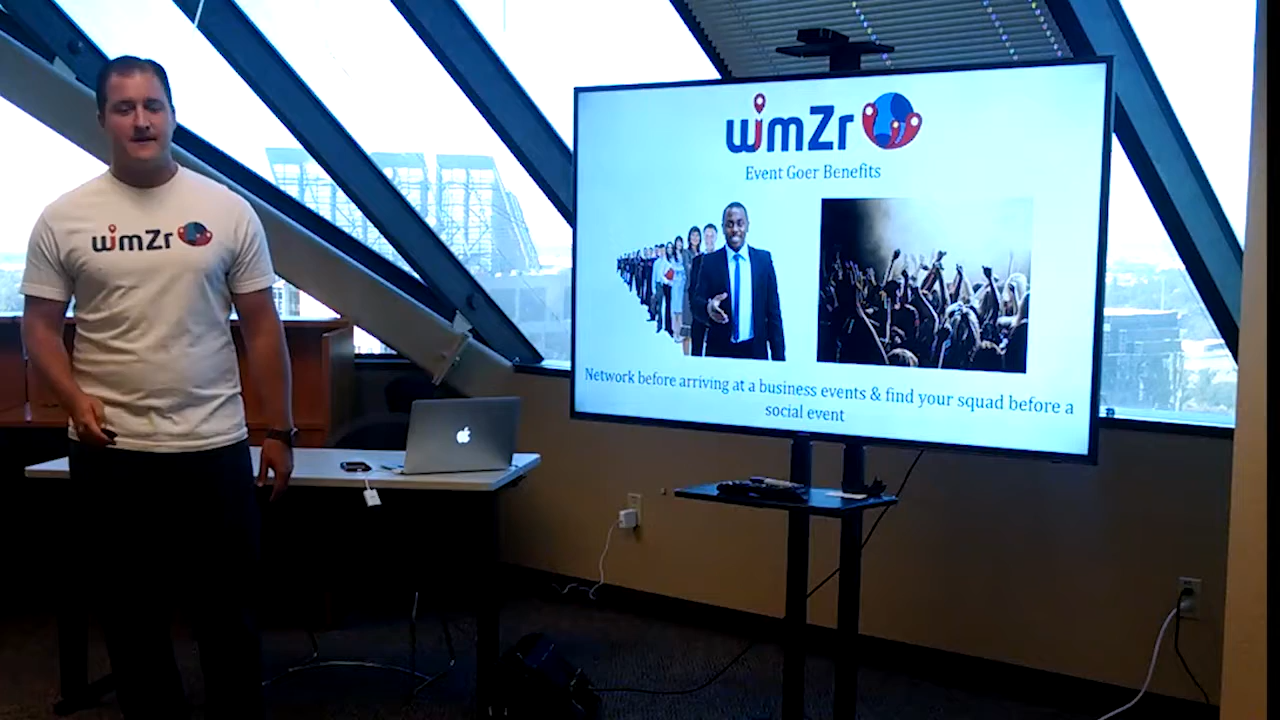 wimZr
wimZr
Event Goer Benefits
Network before arriving at a business events & find your squad before a
social event